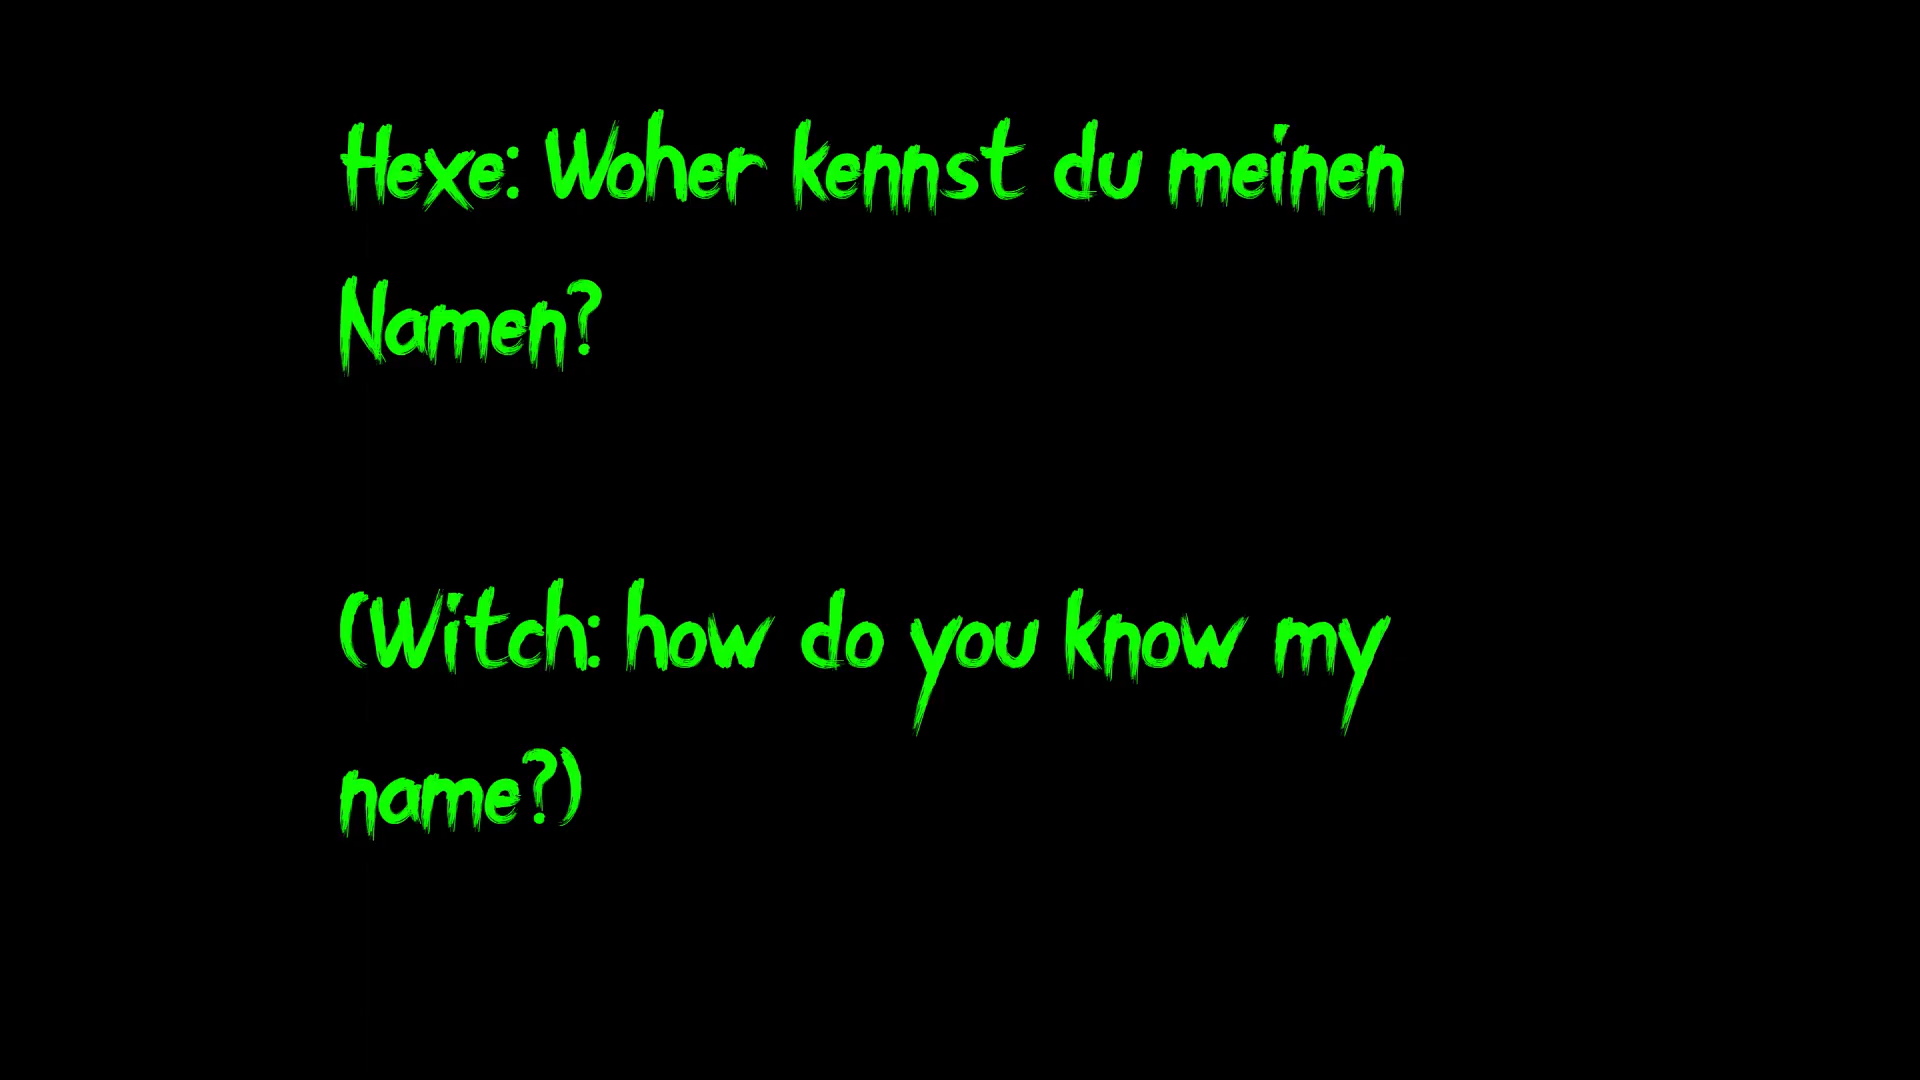 Hexe: Woher kennst du meinen
Namen?
(Witch: how do you know my
name?)